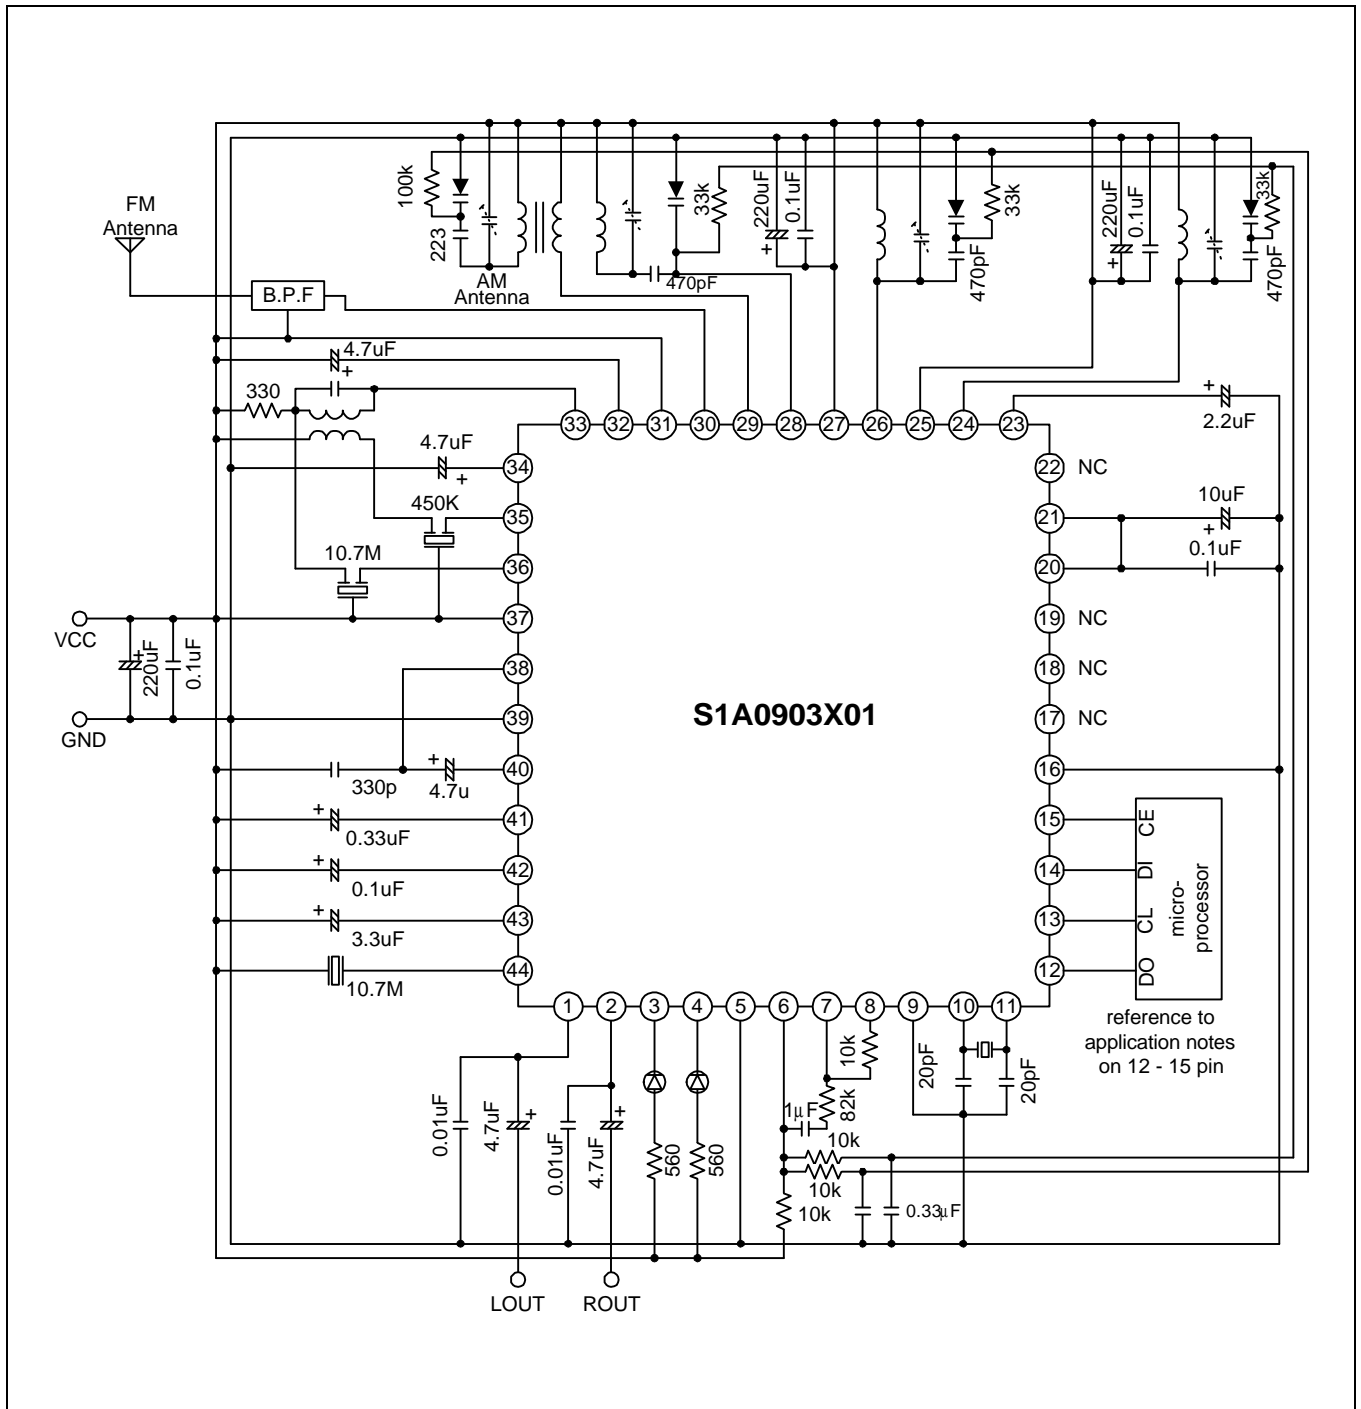 100k
223
33k
220uF
0.1uF
33k
220uF
0.1uF
33k
FM
Antenna
AM
Antenna
470pF
470pF
470pF
B.P.F
4.7uF
+
+
+
330
33
32
31
30
29
28
27
26
25
24
23
+
2.2uF
4.7uF
+
34
22
NC
450K
35
21
10uF
+
10.7M
36
20
0.1uF
VCC
37
19
NC
220uF
+
0.1uF
38
18
NC
GND
39
S1A0903X01
17
NC
330p
+
4.7u
40
16
+
0.33uF
41
15
CE
+
0.1uF
42
14
DI
+
3.3uF
43
13
CL
10.7M
44
12
DO
micro-
processor
1
2
3
4
5
6
7
8
9
10
11
reference to
application notes
on 12 - 15 pin
0.01uF
4.7uF
+
0.01uF
4.7uF
+
560
560
10k
1μF
82k
20pF
20pF
10k
10k
10k
0.33μF
LOUT
ROUT